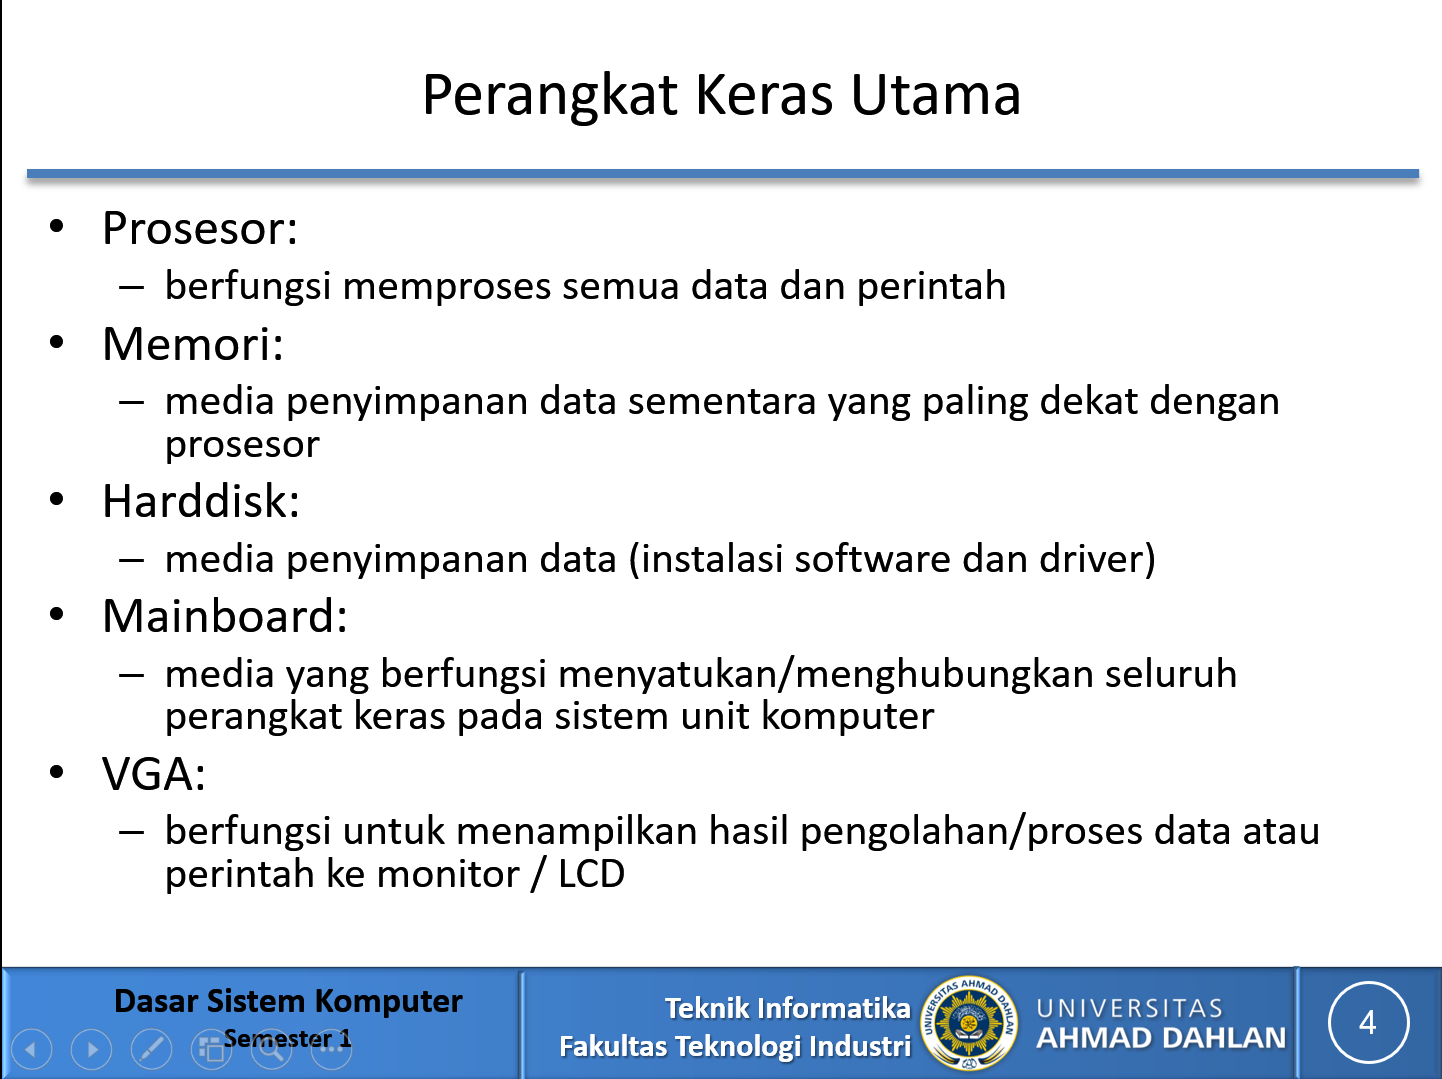 Perangkat Keras Utama
• Prosesor:
– berfungsi memproses semua data dan perintah
• Memori:
– media penyimpanan data sementara yang paling dekat dengan
prosesor
• Harddisk:
– media penyimpanan data (instalasi software dan driver)
• Mainboard:
– media yang berfungsi menyatukan/menghubungkan seluruh
perangkat keras pada sistem unit komputer
• VGA:
– berfungsi untuk menampilkan hasil pengolahan/proses data atau
perintah ke monitor / LCD
Dasar Sistem Komputer
Semester 1
Teknik Informatika
Fakultas Teknologi Industri
UNIVERSITAS AHMAD DAHLAN
UNIVERSITAS
AHMAD DAHLAN
4